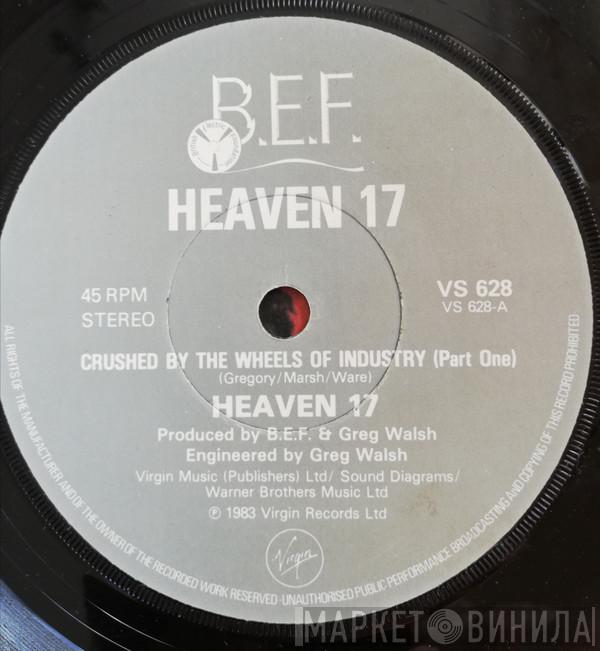 B.E.F.
British Electric Foundation
HEAVEN 17
45 RPM
STEREO
VS 628
VS 628-A
CRUSHED BY THE WHEELS OF INDUSTRY (Part One)
(Gregory/Marsh/Ware)
HEAVEN 17
Produced by B.E.F. & Greg Walsh
Engineered by Greg Walsh
Virgin Music (Publishers) Ltd/ Sound Diagrams/
Warner Brothers Music Ltd
℗ 1983 Virgin Records Ltd
Virgin
ALL RIGHTS OF THE MANUFACTURER AND OF THE OWNER OF THE RECORDED WORK RESERVED · UNAUTHORISED PUBLIC PERFORMANCE BROADCASTING AND COPYING OF THIS RECORD PROHIBITED
МАРКЕТ ВИНИЛА